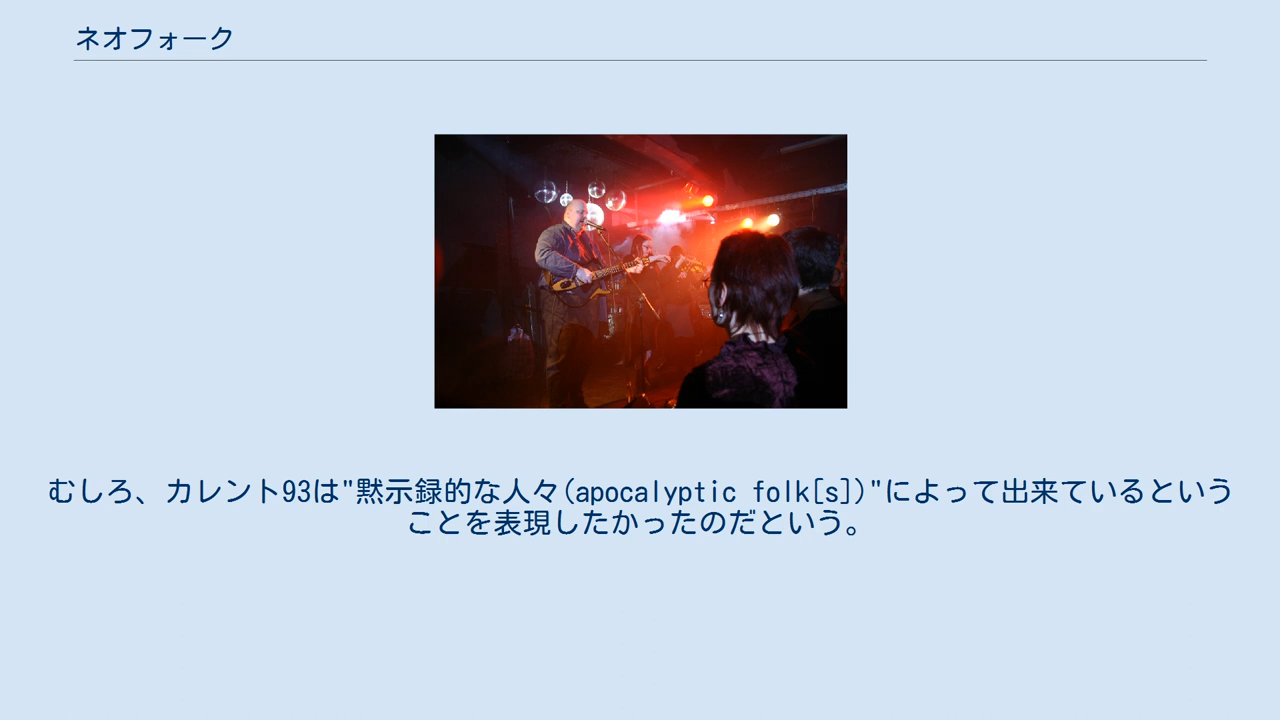 ネオフォーク
むしろ、カレント93は"黙示録的な人々(apocalyptic folk[s])"によって出来ているという
ことを表現したかったのだという。